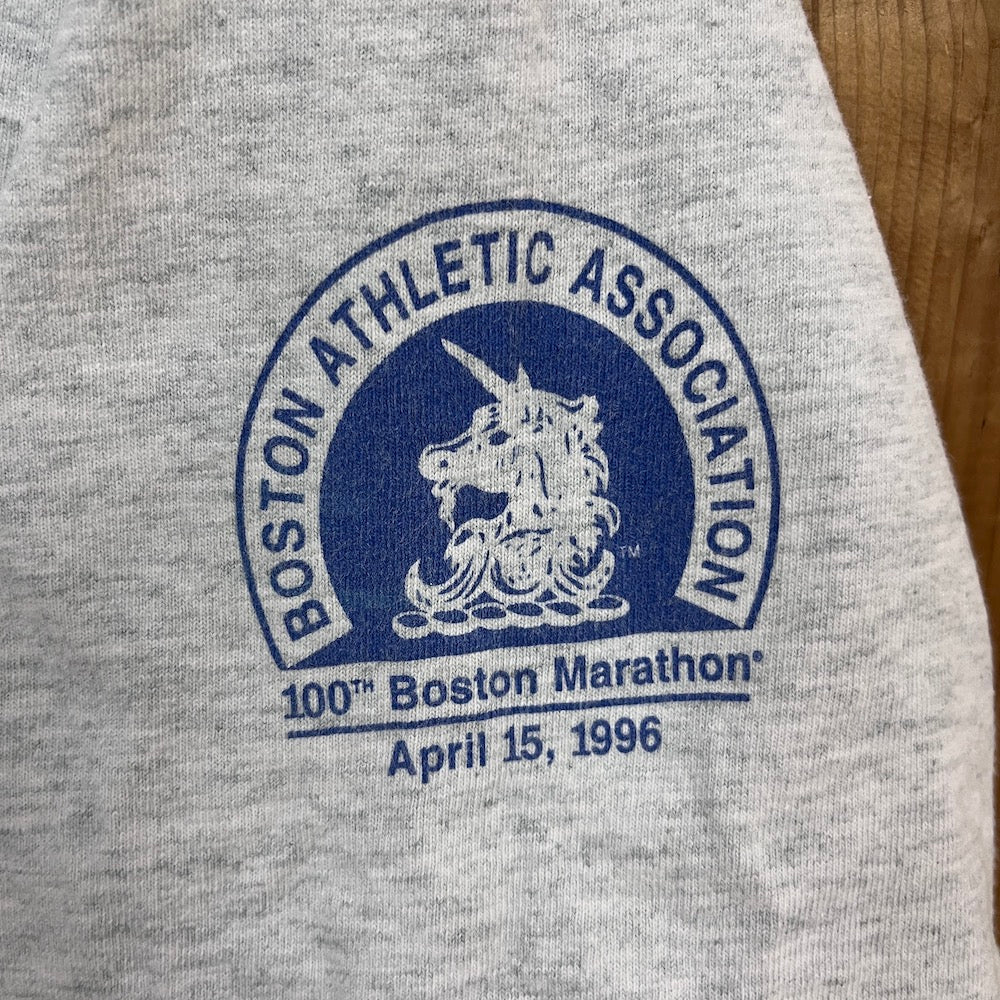 BOSTON ATHLETIC ASSOCIATION
TM
100TH Boston Marathon®
April 15, 1996